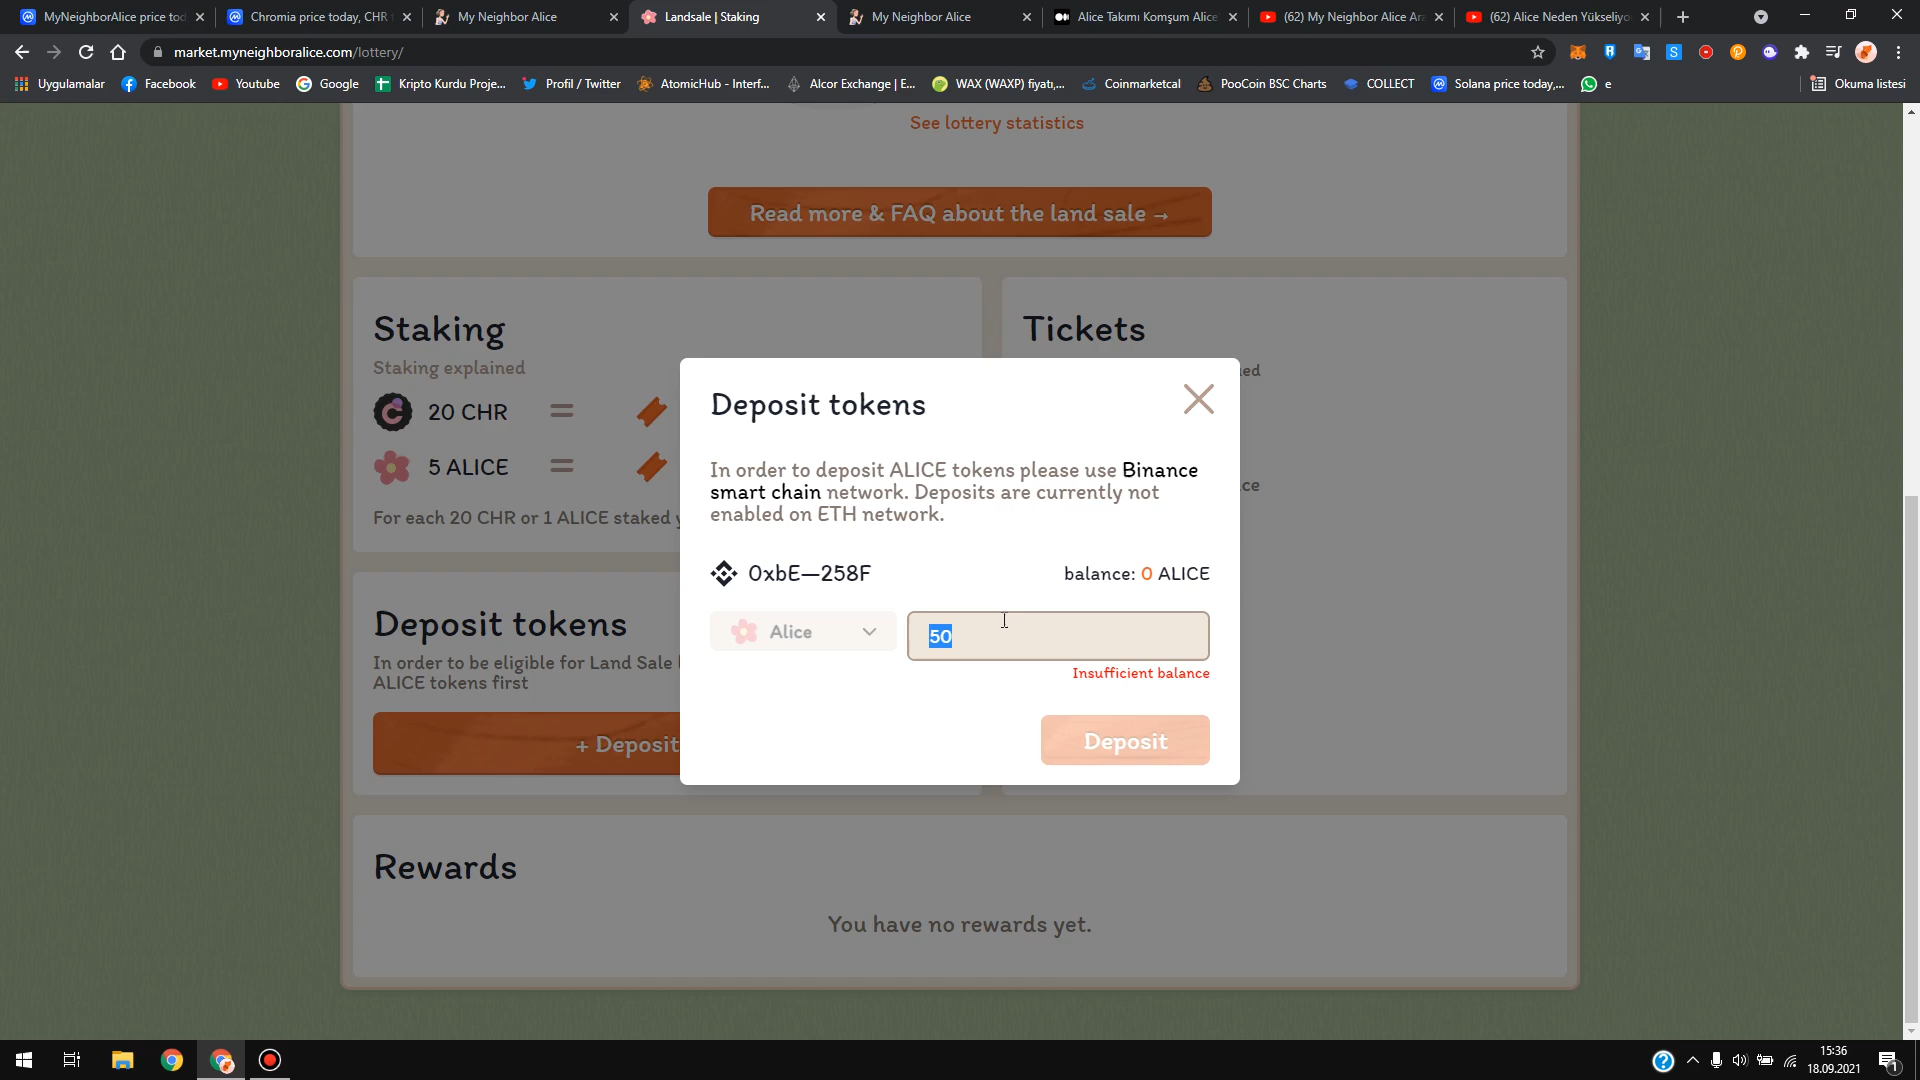 MyNeighborAlice price tod
Chromia price today, CHR
My Neighbor Alice
Landsale | Staking
My Neighbor Alice
Alice Takımı Komşum Alice
(62) My Neighbor Alice Ara
(62) Alice Neden Yükseliyo
market.myneighboralice.com/lottery/
Uygulamalar
Facebook
Youtube
Google
Kripto Kurdu Proje...
Profil / Twitter
AtomicHub - Interf...
Alcor Exchange | E...
WAX (WAXP) fiyatı,...
Coinmarketcal
PooCoin BSC Charts
COLLECT
Solana price today,...
e
Okuma listesi
See lottery statistics
Read more & FAQ about the land sale →
Staking
Staking explained
20 CHR =
5 ALICE =
For each 20 CHR or 1 ALICE staked
Tickets
Deposit tokens
In order to deposit ALICE tokens please use Binance
smart chain network. Deposits are currently not
enabled on ETH network.
0xbE—258F
balance: 0 ALICE
Alice
50
Insufficient balance
Deposit
Deposit tokens
In order to be eligible for Land Sale
ALICE tokens first
+ Deposit
Rewards
You have no rewards yet.
15:36
18.09.2021
1